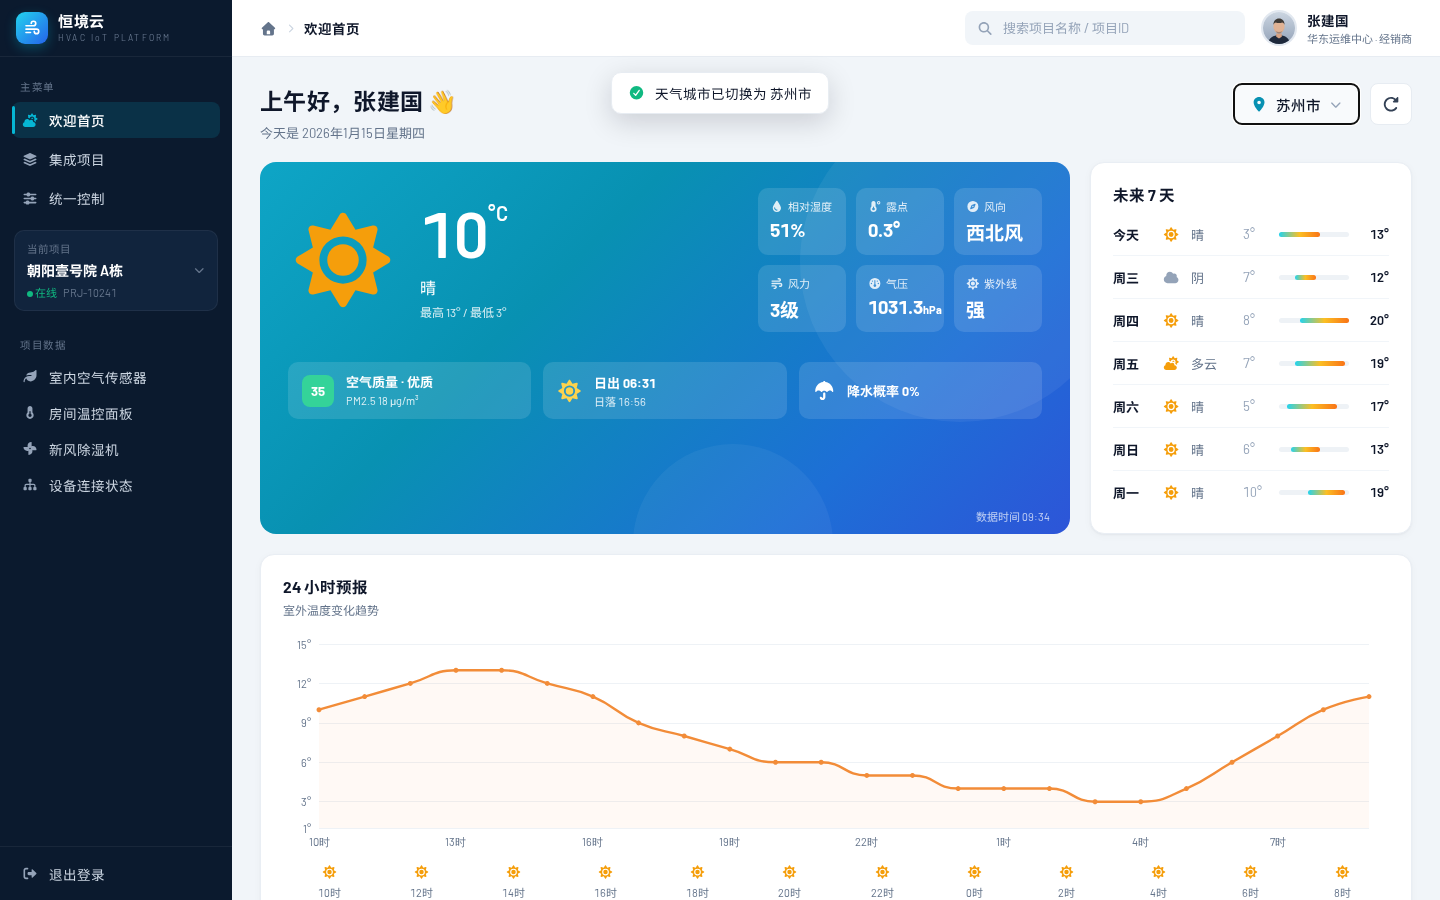 恒境云
HVAC IoT PLATFORM
主菜单
欢迎首页
集成项目
统一控制
当前项目
朝阳壹号院 A栋
在线 PRJ-10241
项目数据
室内空气传感器
房间温控面板
新风除湿机
设备连接状态
退出登录
欢迎首页
搜索项目名称 / 项目ID
张建国
华东运维中心 · 经销商
天气城市已切换为 苏州市
上午好，张建国 👋
今天是 2026年1月15日星期四
苏州市
10°C
晴
最高 13° / 最低 3°
相对湿度
51%
露点
0.3°
风向
西北风
风力
3级
气压
1031.3hPa
紫外线
强
35
空气质量 · 优质
PM2.5 18 μg/m³
日出 06:31
日落 16:56
降水概率 0%
数据时间 09:34
未来 7 天
今天 晴 3° 13°
周三 阴 7° 12°
周四 晴 8° 20°
周五 多云 7° 19°
周六 晴 5° 17°
周日 晴 6° 13°
周一 晴 10° 19°
24 小时预报
室外温度变化趋势
15°
12°
9°
6°
3°
1°
10时 13时 16时 19时 22时 1时 4时 7时
10时 12时 14时 16时 18时 20时 22时 0时 2时 4时 6时 8时